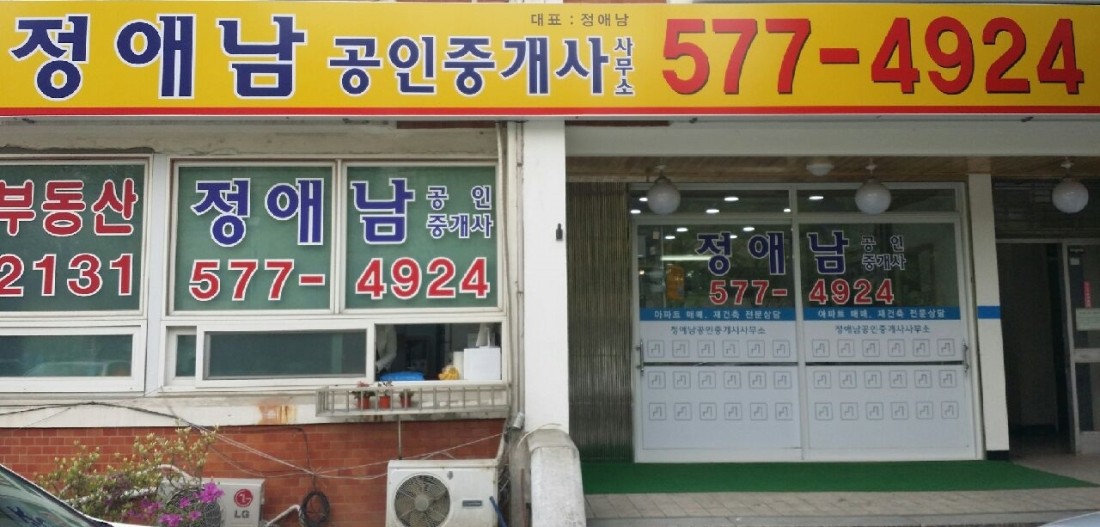 대표 : 정애남
정애남 공인중개사 사무소 577-4924
부동산
2131
정애남 공인
중개사
577-4924
정애남 공인
중개사
577-4924
아파트 매매, 재건축 전문상담
아파트 매매, 재건축 전문상담
정애남공인중개사사무소
정애남공인중개사사무소
LG